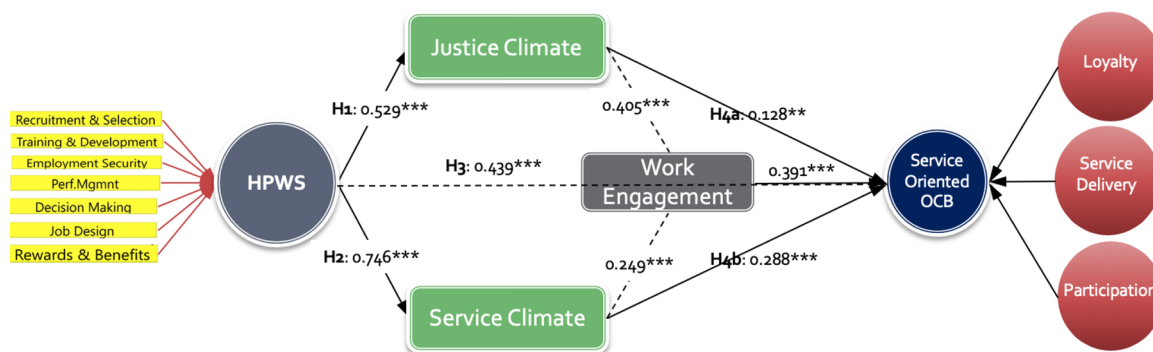 Recruitment & Selection
Training & Development
Employment Security
Perf.Mgmnt
Decision Making
Job Design
Rewards & Benefits
HPWS
H1: 0.529***
H3: 0.439***
H2: 0.746***
Justice Climate
Service Climate
0.405***
Work
Engagement
0.249***
H4a: 0.128**
0.391***
H4b: 0.288***
Service
Oriented
OCB
Loyalty
Service
Delivery
Participation